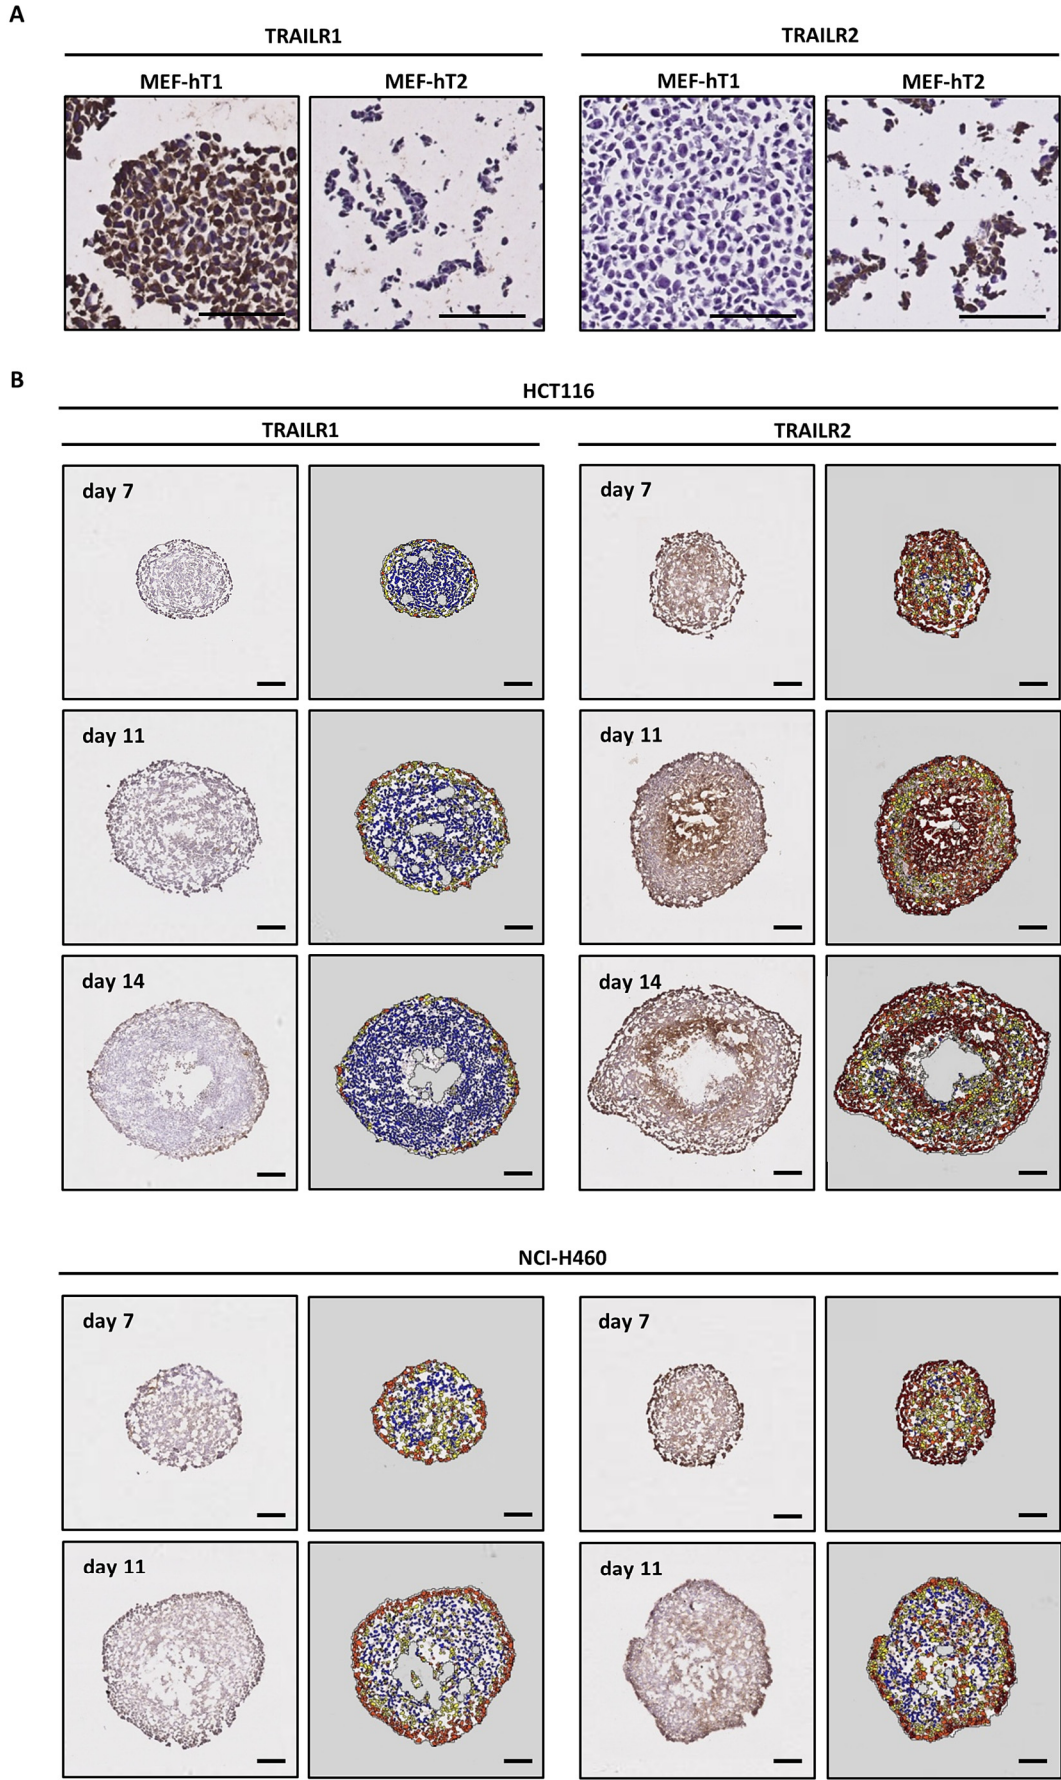 A
TRAILR1
TRAILR2
MEF-hT1
MEF-hT2
MEF-hT1
MEF-hT2
B
HCT116
TRAILR1
TRAILR2
day 7
day 7
day 11
day 11
day 14
day 14
NCI-H460
day 7
day 7
day 11
day 11